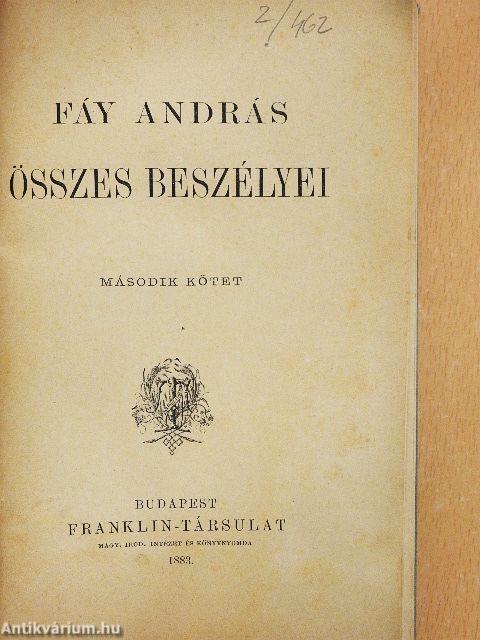 2/462
FÁY ANDRÁS
ÖSSZES BESZÉLYEI
MÁSODIK KÖTET
BUDAPEST
FRANKLIN-TÁRSULAT
MAGY. IROD. INTÉZET ÉS KÖNYVNYOMDA
1883.
Antikvárium.hu